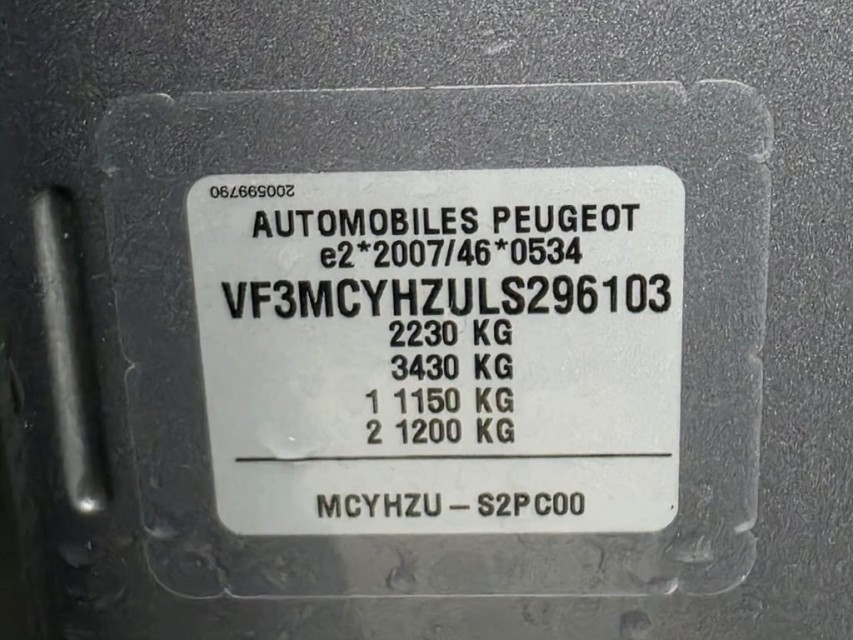 200599790
AUTOMOBILES PEUGEOT
e2*2007/46*0534
VF3MCYHZULS296103
2230 KG
3430 KG
1 1150 KG
2 1200 KG
MCYHZU – S2PC00